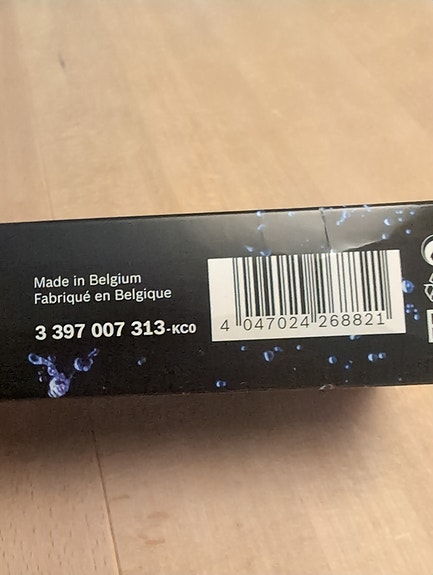 Made in Belgium
Fabriqué en Belgique
3 397 007 313-KC0
4 047024 268821